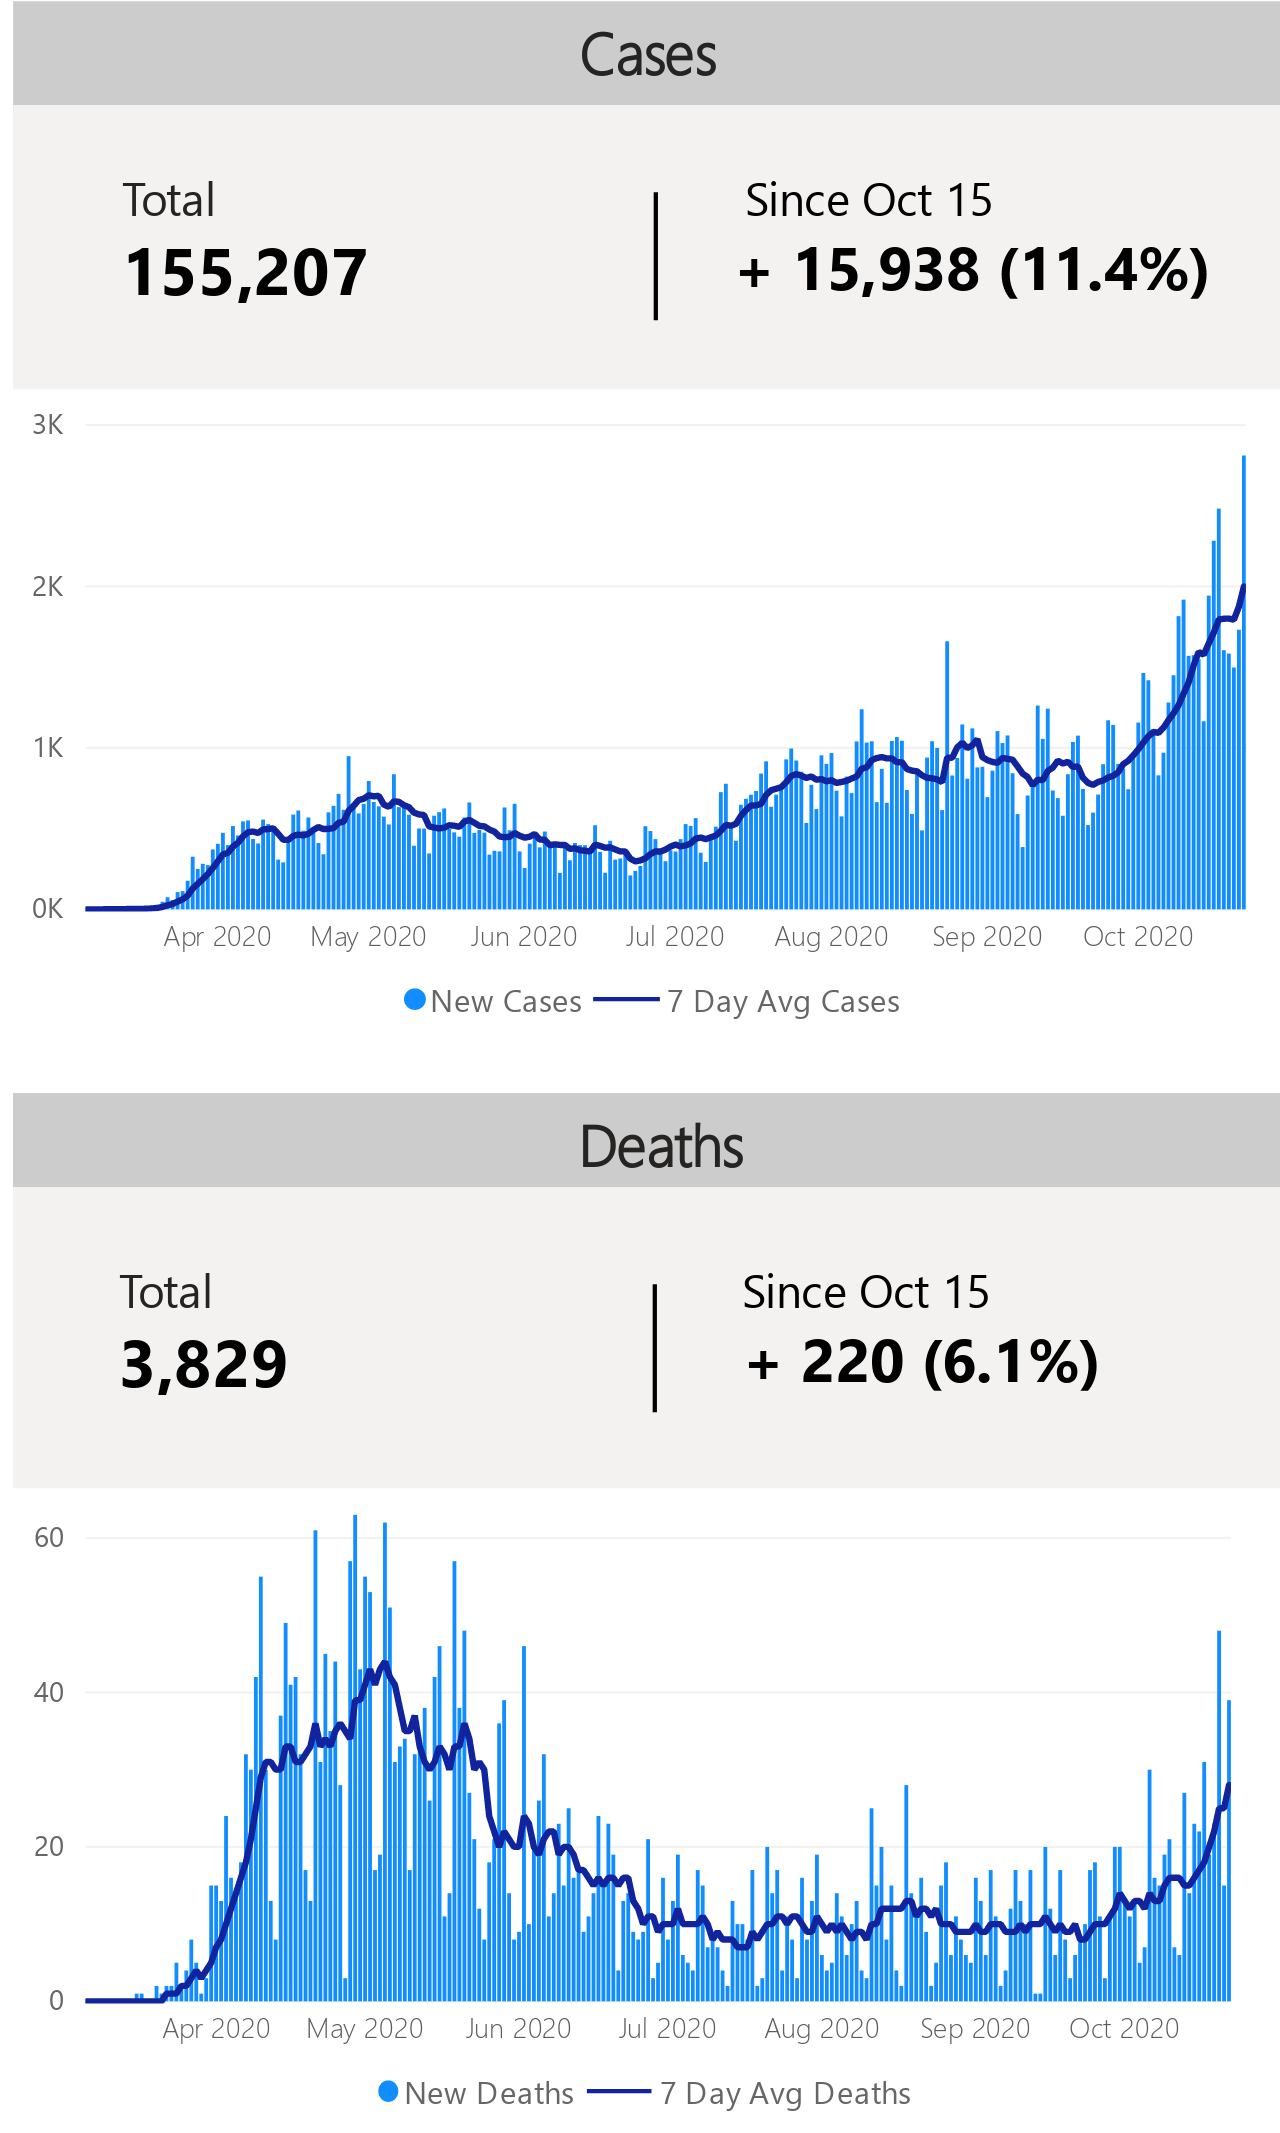 Cases
Total
Since Oct 15
155,207
+ 15,938 (11.4%)
3K
2K
1K
0K
Apr 2020 May 2020 Jun 2020 Jul 2020 Aug 2020 Sep 2020 Oct 2020
New Cases 7 Day Avg Cases
Deaths
Total
Since Oct 15
3,829
+ 220 (6.1%)
60
40
20
0
Apr 2020 May 2020 Jun 2020 Jul 2020 Aug 2020 Sep 2020 Oct 2020
New Deaths 7 Day Avg Deaths